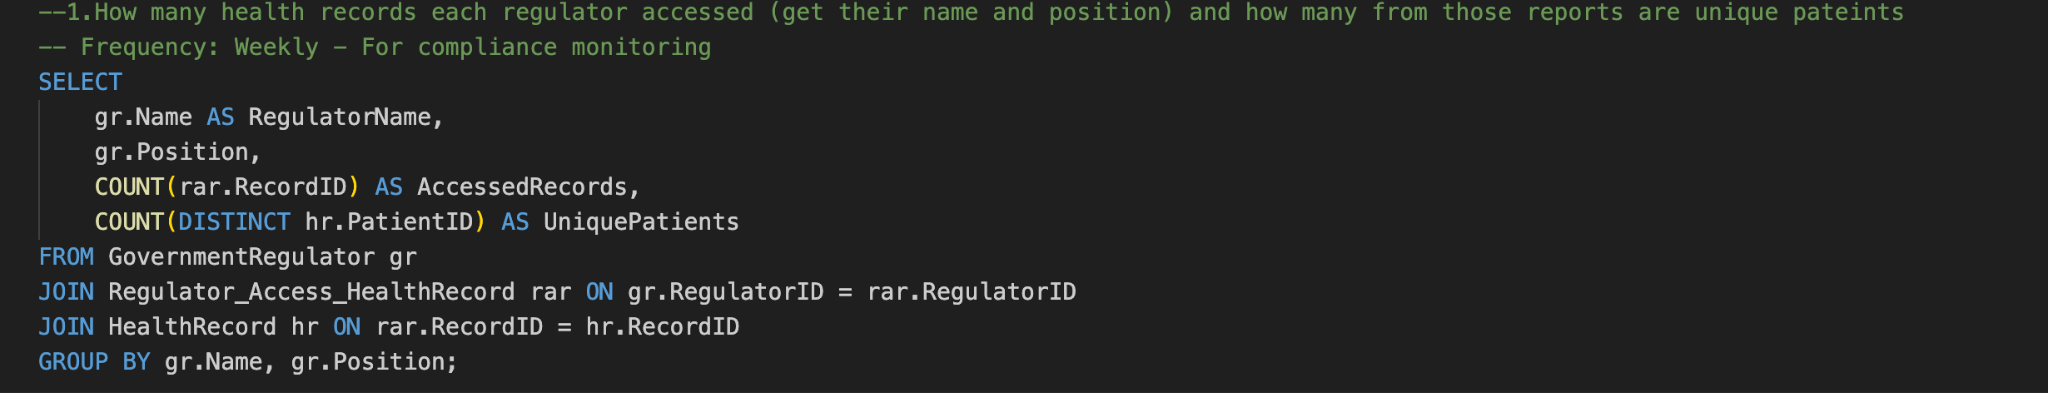 --1.How many health records each regulator accessed (get their name and position) and how many from those reports are unique pateints
-- Frequency: Weekly - For compliance monitoring
SELECT
    gr.Name AS RegulatorName,
    gr.Position,
    COUNT(rar.RecordID) AS AccessedRecords,
    COUNT(DISTINCT hr.PatientID) AS UniquePatients
FROM GovernmentRegulator gr
JOIN Regulator_Access_HealthRecord rar ON gr.RegulatorID = rar.RegulatorID
JOIN HealthRecord hr ON rar.RecordID = hr.RecordID
GROUP BY gr.Name, gr.Position;